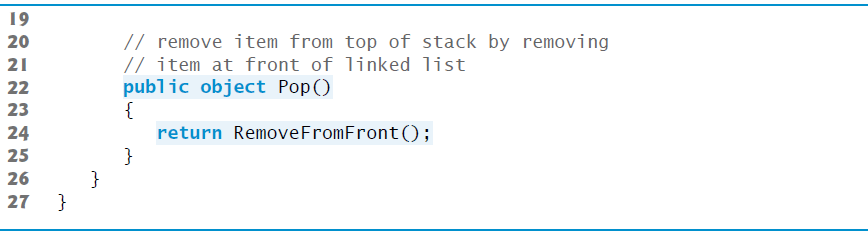 19
20 // remove item from top of stack by removing
21 // item at front of linked list
22 public object Pop()
23 {
24 return RemoveFromFront();
25 }
26 }
27 }